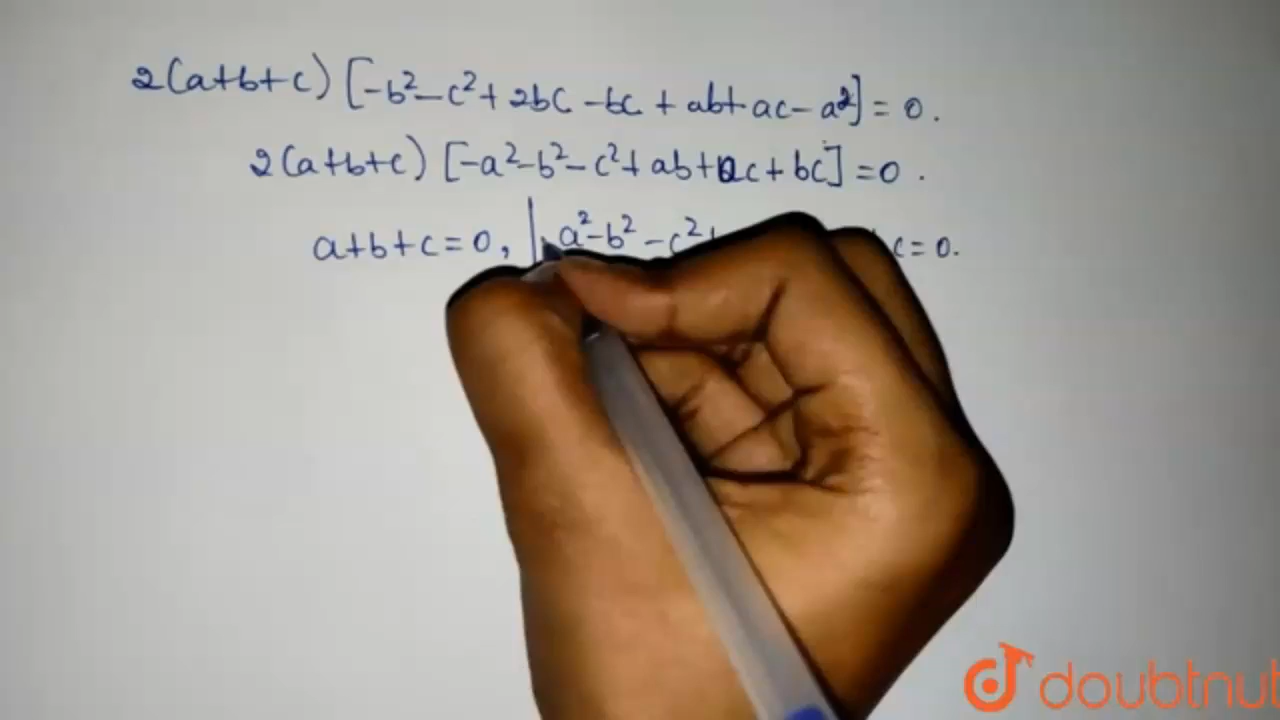 2(a+b+c) [-b²-c²+2bc-bc+ab+ac-a²]=0.
2(a+b+c) [-a²-b²-c²+ab+ac+bc]=0.
a+b+c=0, a²-b²-c² c=0.
doubtnut